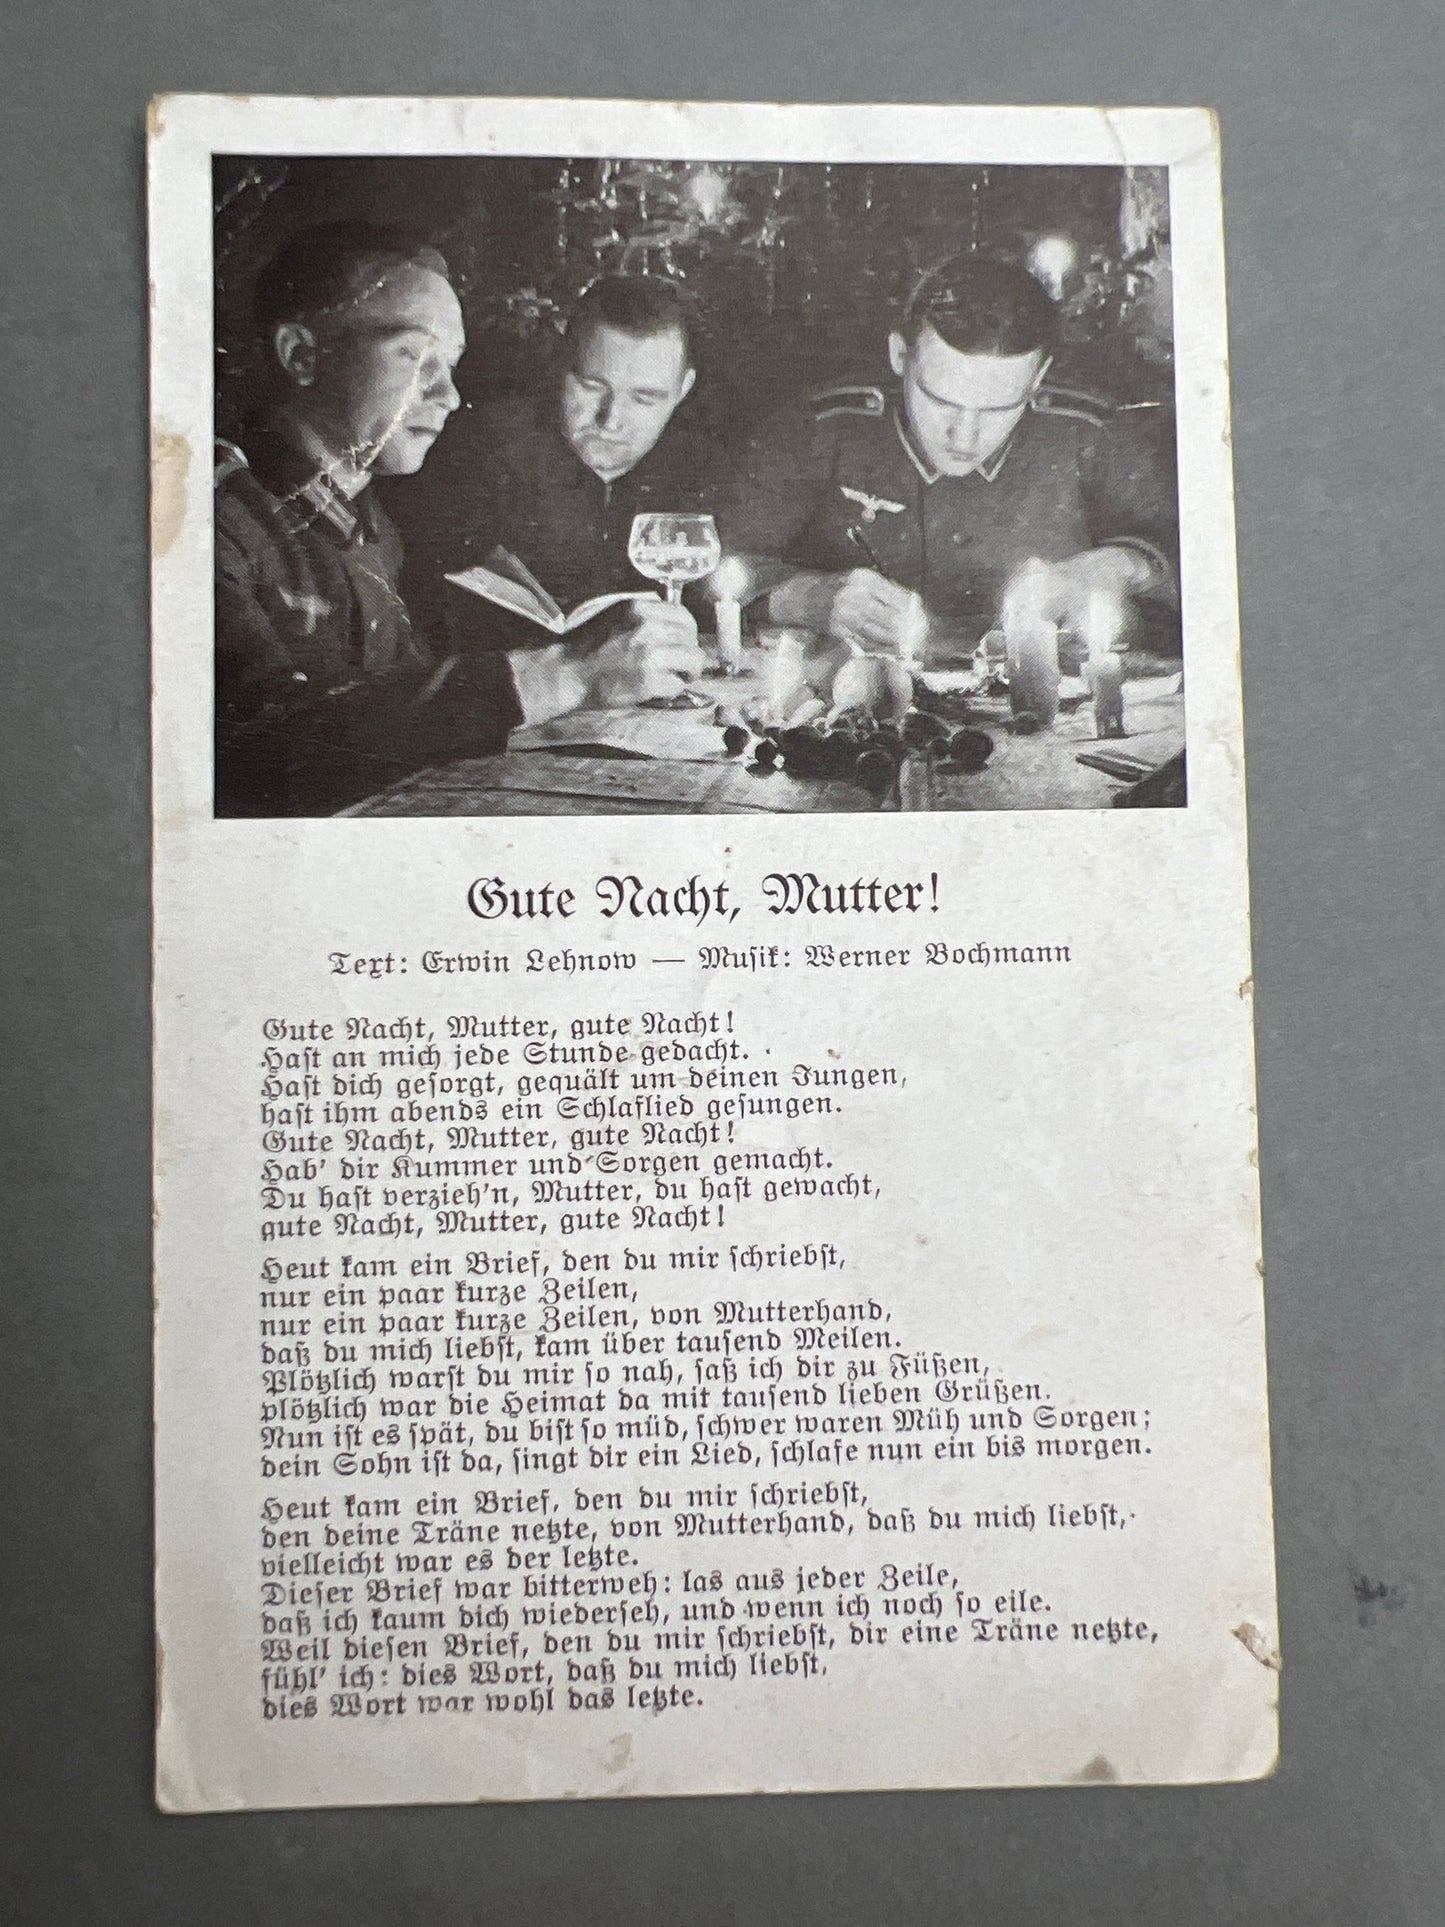 Gute Nacht, Mutter!
Text: Erwin Lehnow — Musik: Werner Bochmann
Gute Nacht, Mutter, gute Nacht!
Hast an mich jede Stunde gedacht.
Hast dich gesorgt, gequält um deinen Jungen,
hast ihm abends ein Schlaflied gesungen.
Gute Nacht, Mutter, gute Nacht!
Hab' dir Kummer und Sorgen gemacht.
Du hast verzieh'n, Mutter, du hast gewacht,
gute Nacht, Mutter, gute Nacht!
Heut kam ein Brief, den du mir schriebst,
nur ein paar kurze Zeilen,
nur ein paar kurze Zeilen, von Mutterhand,
daß du mich liebst, kam über tausend Meilen.
Plötzlich warst du mir so nah, saß ich dir zu Füßen,
plötzlich war die Heimat da mit tausend lieben Grüßen.
Nun ist es spät, du bist so müd, schwer waren Müh und Sorgen;
dein Sohn ist da, singt dir ein Lied, schlafe nun ein bis morgen.
Heut kam ein Brief, den du mir schriebst,
den deine Träne netzte, von Mutterhand, daß du mich liebst,
vielleicht war es der letzte.
Dieser Brief war bitterweh: las aus jeder Zeile,
daß ich kaum dich wiederseh, und wenn ich noch so eile.
Weil diesen Brief, den du mir schriebst, dir eine Träne netzte,
fühl' ich: dies Wort, daß du mich liebst,
dies Wort war wohl das letzte.